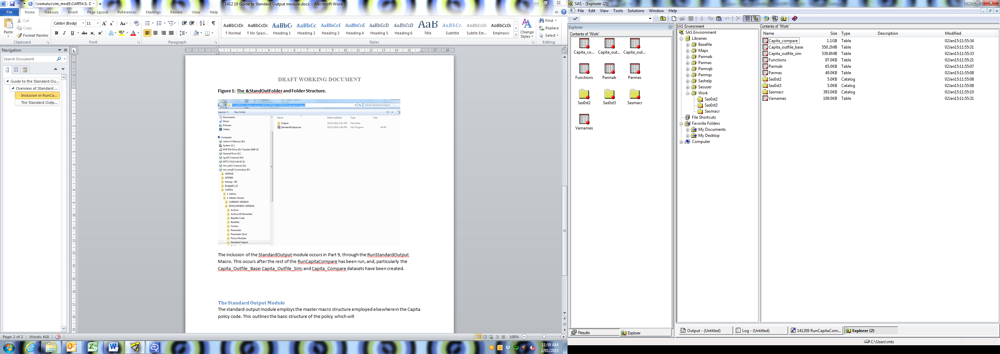 \\romulus\rim_mod$\CAPITA\5. D
1412 19 Guide to Standard Output module.docx - Microsoft Word
File Home Treasury Insert Page Layout References Mailings Review View Help
Paste
Cut
Copy
Format Painter
Clipboard
Calibri (Body) 11
Font
Paragraph
AaBbCcDc AaBbCcDc AaBbC AaBbCc AaBbCcI AaBbCcD AaBbCcD AaBbCcD AaB AaBbCc. AaBbCcDc AaBbCcDc
¶ Normal ¶ No Spaci... Heading 1 Heading 2 Heading 3 Heading 4 Heading 5 Heading 6 Title Subtitle Subtle Em... Emphasis
Styles
Change Styles
Find
Replace
Select
Editing
Navigation
Search Document
Guide to the Standard Ou...
Overview of Standard ...
Inclusion in RunCa...
The Standard Outp...
DRAFT WORKING DOCUMENT
Figure 1: The &StandOutFolder and Folder Structure.
P:\CAPITA\2. Master Version\DEVELOPMENT VERSION\Standard Output
Search Standard Output
rganize New folder
Name Date modified Type Size
Output 19/12/2014 2:41 PM File folder
StandardOutput.sas 19/12/2014 1:44 PM SAS Program 44 KB
Documents
Music
Pictures
Videos
Computer
cdrom (\\Remus) (B:)
System (C:)
DVD RW Drive (D:) Taxstats 2009-10
General Drive (G:)
rg_h$ (\\remus) (H:)
MTS (\\fs2\indiv$) (I:)
rim_sas$ (\\remus) (K:)
rim_mod$ (\\romulus) (P:)
ADMOD
APPSIM
backup -GR
Budget11_12
CAPITA
1. Admin
2. Master Version
CURRENT VERSION
DEVELOPMENT VERSION
Archive
Archive 19 December
Basefile Code
Basefiles
Cameo
Parameter
Parameter (Sim)
Policy Modules
Standard Output
The inclusion of the StandardOutput module occurs in Part 9, through the RunStandardOutput
Macro. This occurs after the rest of the RunCapitaCompare has been run, and, particularly the
Capita_Outfile_Base; Capita_Outfile_Sim; and Capita_Compare datasets have been created.
The Standard Output Module
The standard output module employs the master macro structure employed elsewhere in the Capita
policy code. This outlines the basic structure of the policy which will
Page: 2 of 2 Words: 418
100%
11:59 AM
2/01/2015
SAS - [Explorer (2)]
File Edit View Tools Solutions Window Help
Explorer
Contents of 'Work'
Capita_co... Capita_out... Capita_out...
Functions Parmab Parmas
Sas0st2 Sas0st3 Sasmacr
Varnames
Results Explorer
SAS Environment
SAS Environment
Libraries
Basefile
Maps
Parmab
Parmas
Parmqb
Parmqs
Sashelp
Sasuser
Work
Sas0st2
Sas0st3
Sasmacr
File Shortcuts
Favorite Folders
My Documents
My Desktop
Computer
Contents of 'Work'
Name Size Type Description Modified
Capita_compare 1.1GB Table 02Jan15:11:55:34
Capita_outfile_base 550.2MB Table 02Jan15:11:55:31
Capita_outfile_sim 539.8MB Table 02Jan15:11:55:33
Functions 97.0KB Table 02Jan15:11:55:21
Parmab 65.0KB Table 02Jan15:11:55:07
Parmas 49.0KB Table 02Jan15:11:55:08
Sas0st2 5.0KB Catalog 02Jan15:11:55:08
Sas0st3 5.0KB Catalog 02Jan15:11:55:08
Sasmacr 393.0KB Catalog 02Jan15:11:55:10
Varnames 109.0KB Table 02Jan15:11:55:31
Output - (Untitled) Log - (Untitled) 141209 RunCapitaCom... Explorer (2)
C:\Users\mts